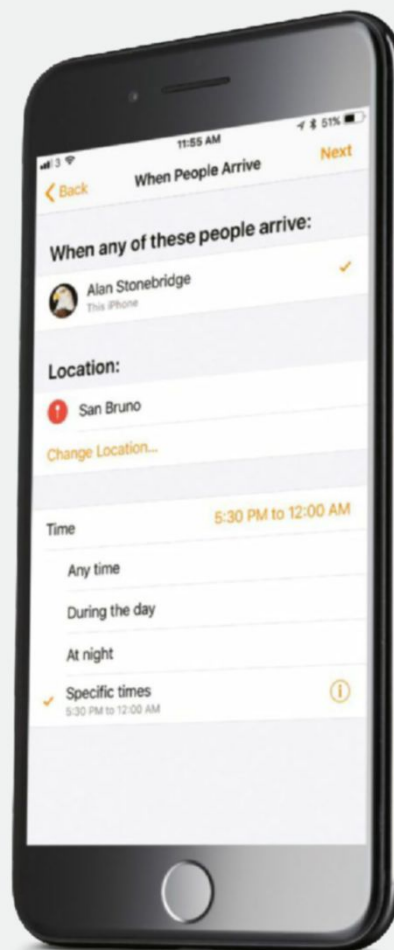 3
11:55 AM
51%
Back
When People Arrive
Next
When any of these people arrive:
Alan Stonebridge
This iPhone
Location:
San Bruno
Change Location...
Time
5:30 PM to 12:00 AM
Any time
During the day
At night
Specific times
5:30 PM to 12:00 AM